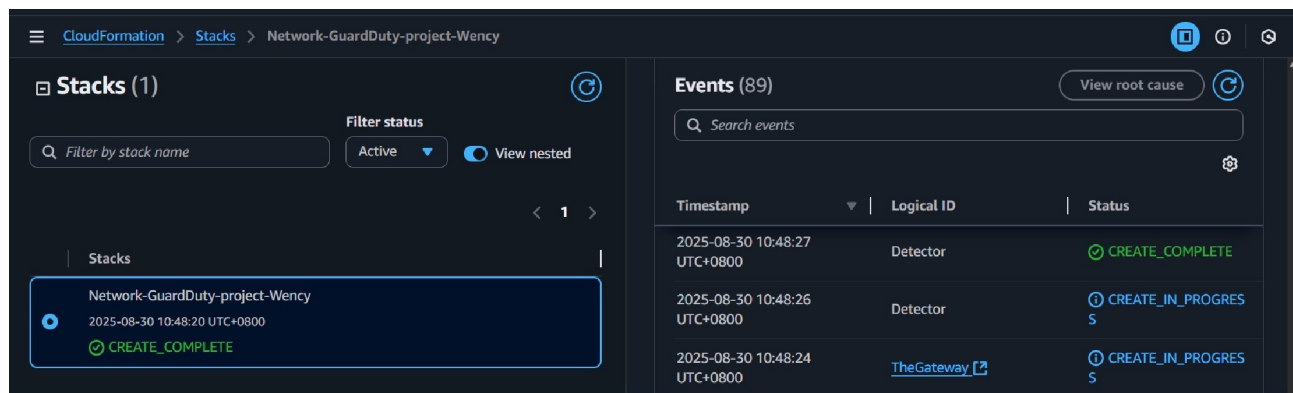 CloudFormation > Stacks > Network-GuardDuty-project-Wency
Stacks (1)
Filter by stack name
Filter status
Active
View nested
< 1 >
Stacks
Network-GuardDuty-project-Wency
2025-08-30 10:48:20 UTC+0800
CREATE_COMPLETE
Events (89)
View root cause
Search events
Timestamp Logical ID Status
2025-08-30 10:48:27
UTC+0800
Detector
CREATE_COMPLETE
2025-08-30 10:48:26
UTC+0800
Detector
CREATE_IN_PROGRES
S
2025-08-30 10:48:24
UTC+0800
TheGateway
CREATE_IN_PROGRES
S